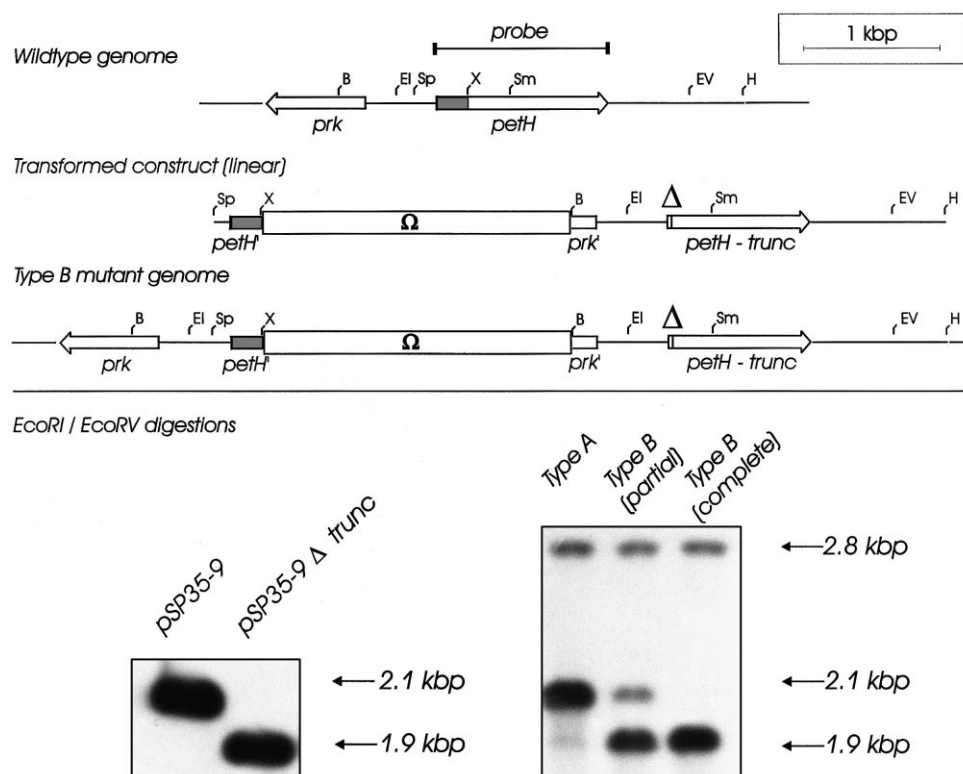 probe
1 kbp
Wildtype genome
B EI Sp X Sm EV H
prk petH
Transformed construct (linear)
Sp X B EI Δ Sm EV H
Ω
petH' prk' petH - trunc
Type B mutant genome
B EI Sp X B EI Δ Sm EV H
Ω
prk petH' prk' petH - trunc
EcoRI / EcoRV digestions
Type A
Type B (partial)
Type B (complete)
pSP35-9
pSP35-9 Δ trunc
2.8 kbp
2.1 kbp
2.1 kbp
1.9 kbp
1.9 kbp